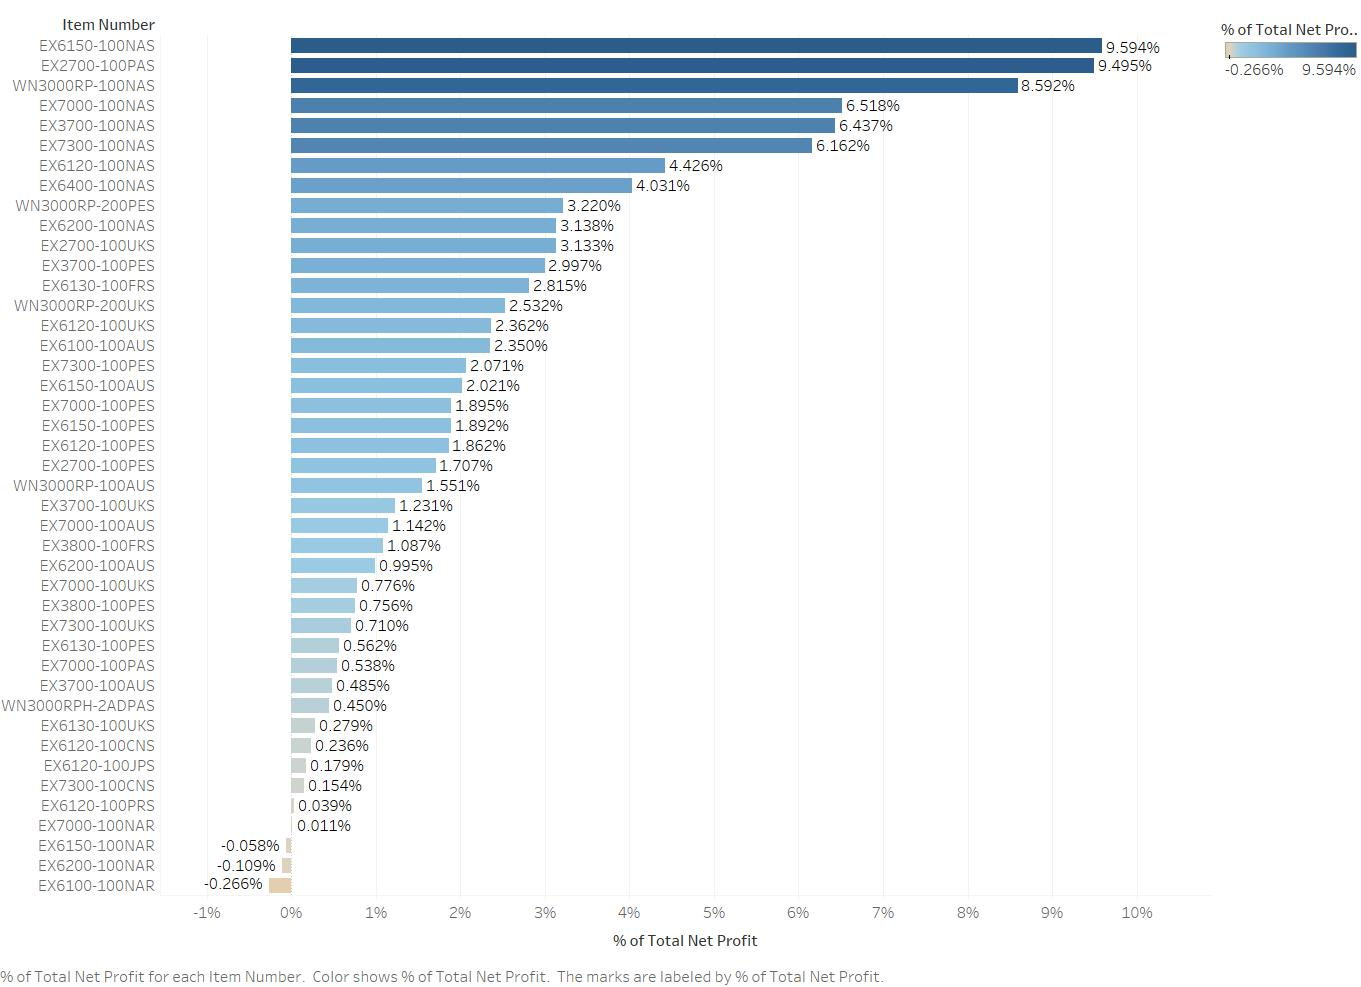 Item Number
% of Total Net Pro..
-0.266% 9.594%
EX6150-100NAS 9.594%
EX2700-100PAS 9.495%
WN3000RP-100NAS 8.592%
EX7000-100NAS 6.518%
EX3700-100NAS 6.437%
EX7300-100NAS 6.162%
EX6120-100NAS 4.426%
EX6400-100NAS 4.031%
WN3000RP-200PES 3.220%
EX6200-100NAS 3.138%
EX2700-100UKS 3.133%
EX3700-100PES 2.997%
EX6130-100FRS 2.815%
WN3000RP-200UKS 2.532%
EX6120-100UKS 2.362%
EX6100-100AUS 2.350%
EX7300-100PES 2.071%
EX6150-100AUS 2.021%
EX7000-100PES 1.895%
EX6150-100PES 1.892%
EX6120-100PES 1.862%
EX2700-100PES 1.707%
WN3000RP-100AUS 1.551%
EX3700-100UKS 1.231%
EX7000-100AUS 1.142%
EX3800-100FRS 1.087%
EX6200-100AUS 0.995%
EX7000-100UKS 0.776%
EX3800-100PES 0.756%
EX7300-100UKS 0.710%
EX6130-100PES 0.562%
EX7000-100PAS 0.538%
EX3700-100AUS 0.485%
WN3000RPH-2ADPAS 0.450%
EX6130-100UKS 0.279%
EX6120-100CNS 0.236%
EX6120-100JPS 0.179%
EX7300-100CNS 0.154%
EX6120-100PRS 0.039%
EX7000-100NAR 0.011%
EX6150-100NAR -0.058%
EX6200-100NAR -0.109%
EX6100-100NAR -0.266%
-1% 0% 1% 2% 3% 4% 5% 6% 7% 8% 9% 10%
% of Total Net Profit
% of Total Net Profit for each Item Number. Color shows % of Total Net Profit. The marks are labeled by % of Total Net Profit.